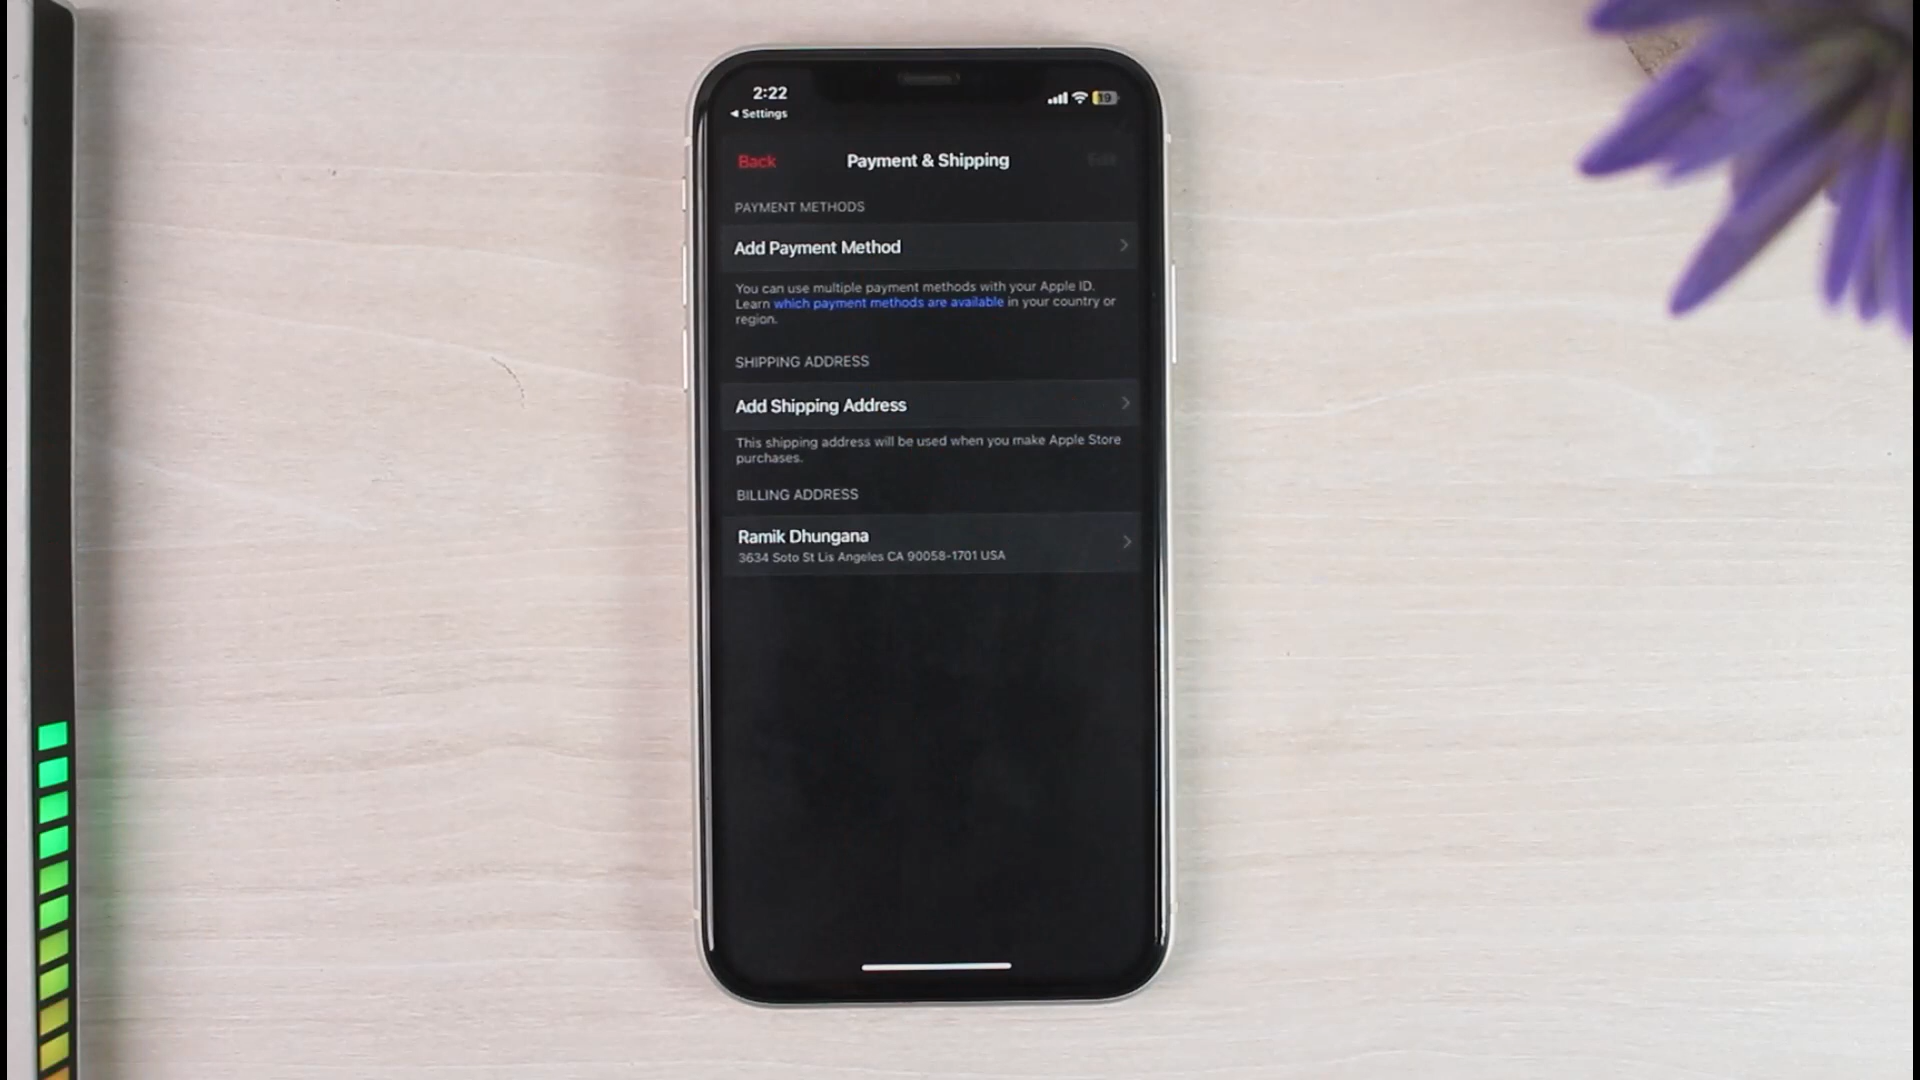 2:22
19
◀ Settings
Back
Payment & Shipping
Edit
PAYMENT METHODS
Add Payment Method
You can use multiple payment methods with your Apple ID.
Learn which payment methods are available in your country or
region.
SHIPPING ADDRESS
Add Shipping Address
This shipping address will be used when you make Apple Store
purchases.
BILLING ADDRESS
Ramik Dhungana
3634 Soto St Lis Angeles CA 90058-1701 USA